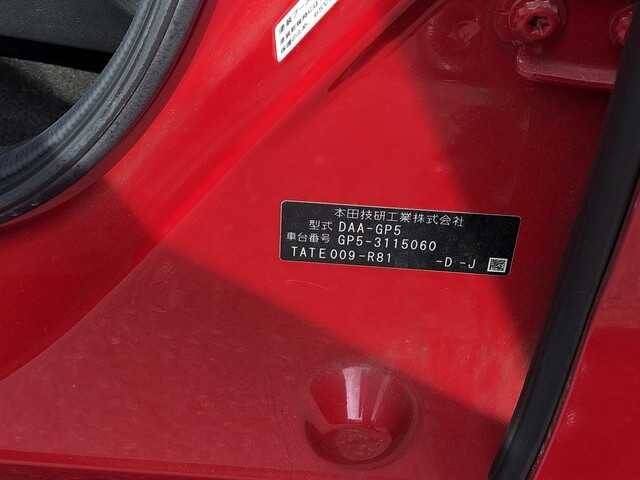 本田技研工業株式会社
型式 DAA-GP5
車台番号 GP5-3115060
TATE009-R81 -D -J